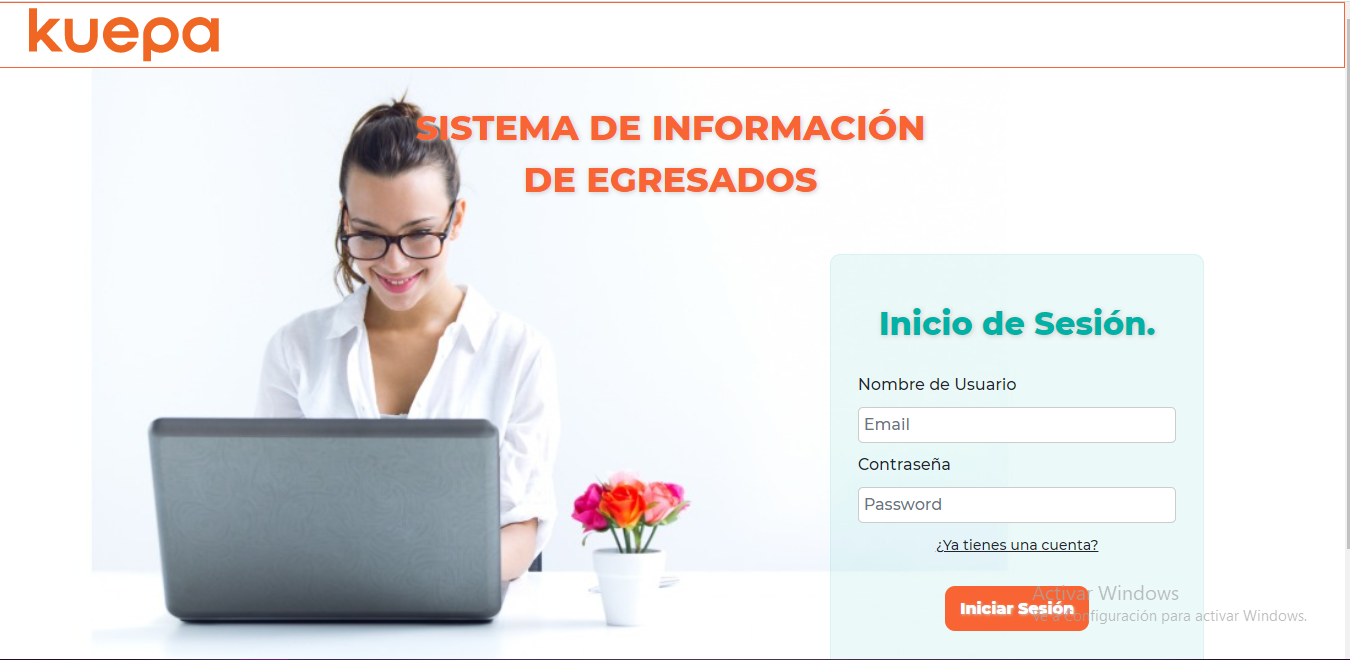 kuepa
SISTEMA DE INFORMACIÓN
DE EGRESADOS
Inicio de Sesión.
Nombre de Usuario
Email
Contraseña
Password
¿Ya tienes una cuenta?
Iniciar Sesión
Activar Windows
Ve a Configuración para activar Windows.